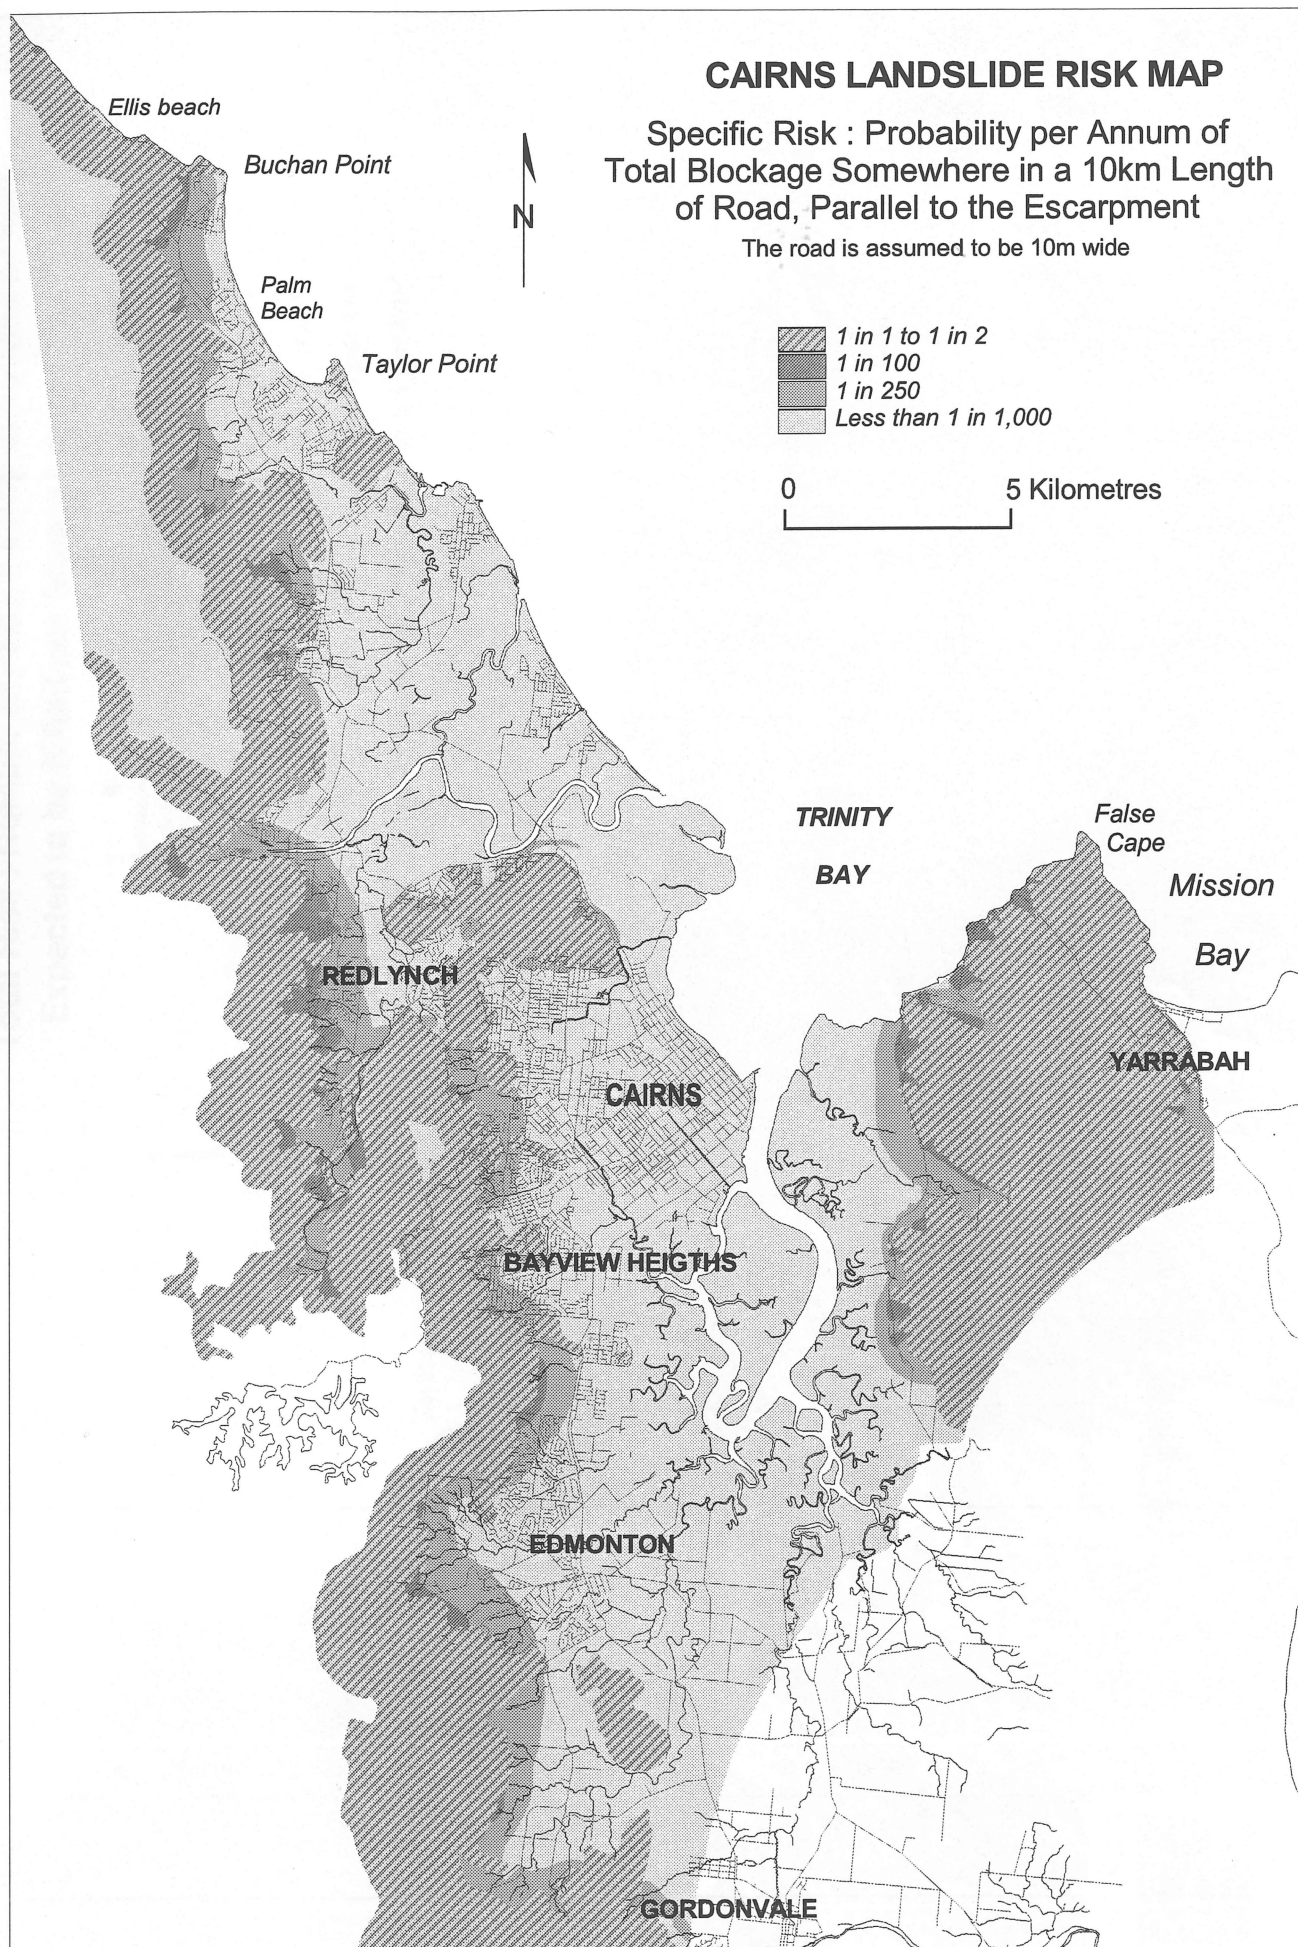 CAIRNS LANDSLIDE RISK MAP
Specific Risk : Probability per Annum of
Total Blockage Somewhere in a 10km Length
of Road, Parallel to the Escarpment
The road is assumed to be 10m wide
Ellis beach
Buchan Point
N
Palm
Beach
Taylor Point
1 in 1 to 1 in 2
1 in 100
1 in 250
Less than 1 in 1,000
0
5 Kilometres
TRINITY
BAY
False
Cape
Mission
Bay
REDLYNCH
YARRABAH
CAIRNS
BAYVIEW HEIGTHS
EDMONTON
GORDONVALE